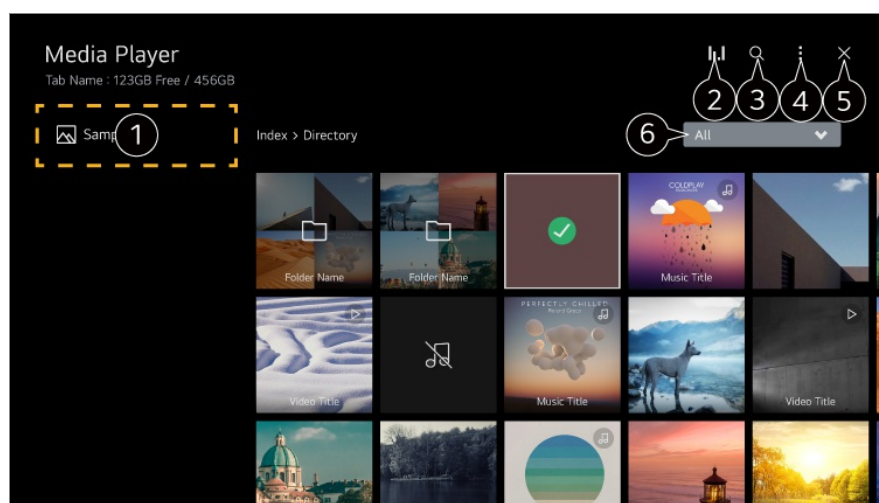 Media Player
Tab Name : 123GB Free / 456GB
2
3
4
5
1
Index > Directory
6
All
Folder Name
Folder Name
COLDPLAY
Music Title
Video Title
PERFECTLY CHILLED
Music Title
Video Title